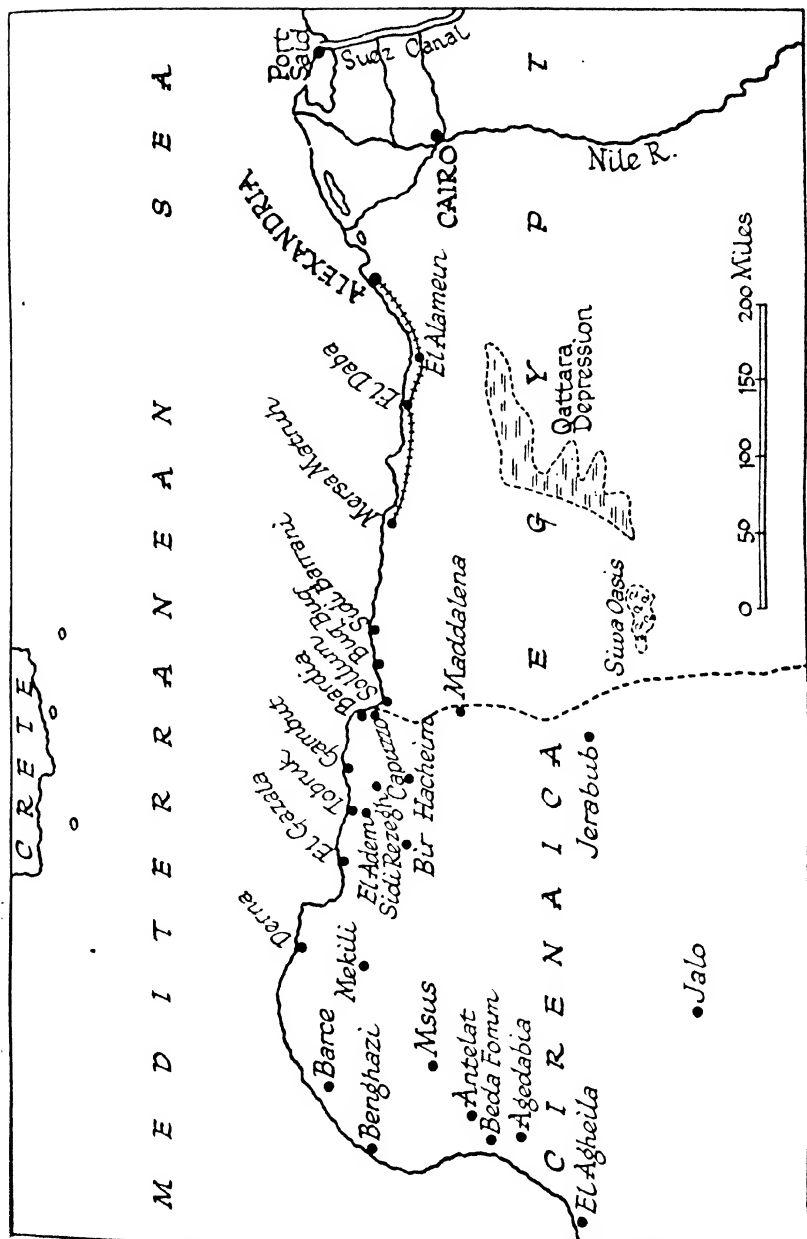 CRETE
MEDITERRANEAN SEA
Derna
El Gazala
Tobruk
Gambut
Bardia
Sollum
Bug Bug
Sidi Barrani
Mersa Matruh
El Daba
ALEXANDRIA
Port
Said
Suez Canal
Barce
Benghazi
Mekili
El Adem
Sidi Rezegh
Capuzzo
Bir Hacheim
El Alamein
CAIRO
Nile R.
Msus
Antelat
Beda Fomm
Agedabia
El Agheila
Maddalena
CIRENAICA
EGYPT
Jerabub
Siwa Oasis
Qattara
Depression
Jalo
0 50 100 150 200 Miles